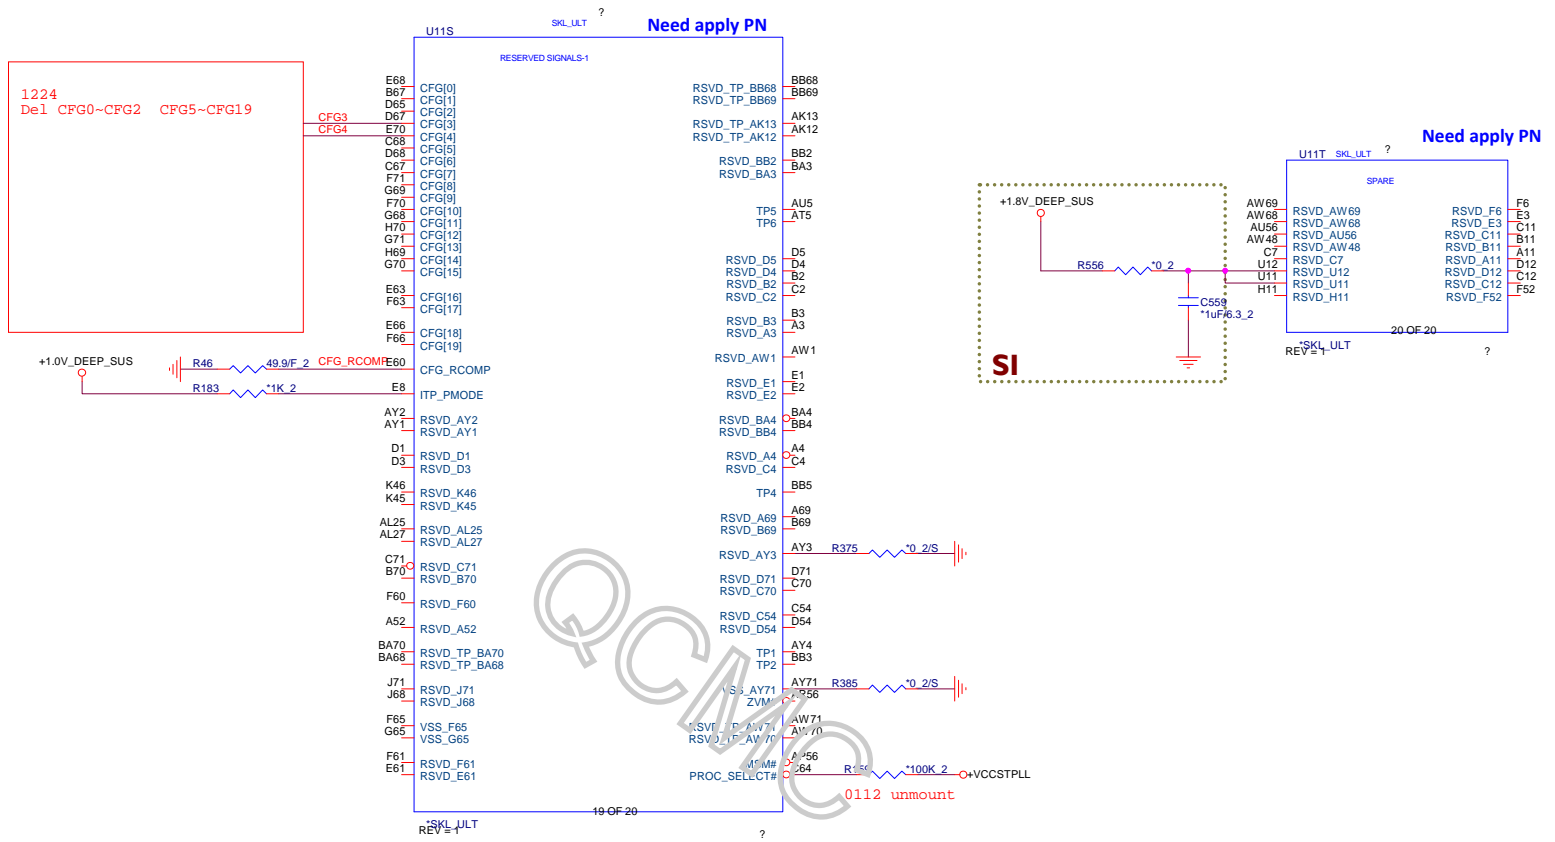 ?
SKL_ULT
Need apply PN
U11S
RESERVED SIGNALS-1
1224
Del CFG0~CFG2 CFG5~CFG19
CFG3
CFG4
E68 CFG[0]
B67 CFG[1]
D65 CFG[2]
D67 CFG[3]
E70 CFG[4]
C68 CFG[5]
D68 CFG[6]
C67 CFG[7]
F71 CFG[8]
G69 CFG[9]
F70 CFG[10]
G68 CFG[11]
H70 CFG[12]
G71 CFG[13]
H69 CFG[14]
G70 CFG[15]
E63 CFG[16]
F63 CFG[17]
E66 CFG[18]
F66 CFG[19]
+1.0V_DEEP_SUS
R46 49.9/F_2 CFG_RCOMP E60 CFG_RCOMP
R183 *1K_2 E8 ITP_PMODE
AY2 RSVD_AY2
AY1 RSVD_AY1
D1 RSVD_D1
D3 RSVD_D3
K46 RSVD_K46
K45 RSVD_K45
AL25 RSVD_AL25
AL27 RSVD_AL27
C71 RSVD_C71
B70 RSVD_B70
F60 RSVD_F60
A52 RSVD_A52
BA70 RSVD_TP_BA70
BA68 RSVD_TP_BA68
J71 RSVD_J71
J68 RSVD_J68
F65 VSS_F65
G65 VSS_G65
F61 RSVD_F61
E61 RSVD_E61
RSVD_TP_BB68 BB68
RSVD_TP_BB69 BB69
RSVD_TP_AK13 AK13
RSVD_TP_AK12 AK12
RSVD_BB2 BB2
RSVD_BA3 BA3
TP5 AU5
TP6 AT5
RSVD_D5 D5
RSVD_D4 D4
RSVD_B2 B2
RSVD_C2 C2
RSVD_B3 B3
RSVD_A3 A3
RSVD_AW1 AW1
RSVD_E1 E1
RSVD_E2 E2
RSVD_BA4 BA4
RSVD_BB4 BB4
RSVD_A4 A4
RSVD_C4 C4
TP4 BB5
RSVD_A69 A69
RSVD_B69 B69
RSVD_AY3 AY3 R375 *0_2/S
RSVD_D71 D71
RSVD_C70 C70
RSVD_C54 C54
RSVD_D54 D54
TP1 AY4
TP2 BB3
VSS_AY71 AY71 R385 *0_2/S
RSVD_TP_AW71 AW71
RSVD_TP_AW70 AW70
MSM# AP56
PROC_SELECT# C64 *100K_2 +VCCSTPLL
0112 unmount
19 OF 20
*SKL_ULT
REV = 1
?
QCMC
SI
+1.8V_DEEP_SUS
R556 *0_2
C559
*1uF/6.3_2
Need apply PN
U11T SKL_ULT ?
SPARE
AW69 RSVD_AW69
AW68 RSVD_AW68
AU56 RSVD_AU56
AW48 RSVD_AW48
C7 RSVD_C7
U12 RSVD_U12
U11 RSVD_U11
H11 RSVD_H11
RSVD_F6 F6
RSVD_E3 E3
RSVD_C11 C11
RSVD_B11 B11
RSVD_A11 A11
RSVD_D12 D12
RSVD_C12 C12
RSVD_F52 F52
20 OF 20
*SKL_ULT
REV = 1
?